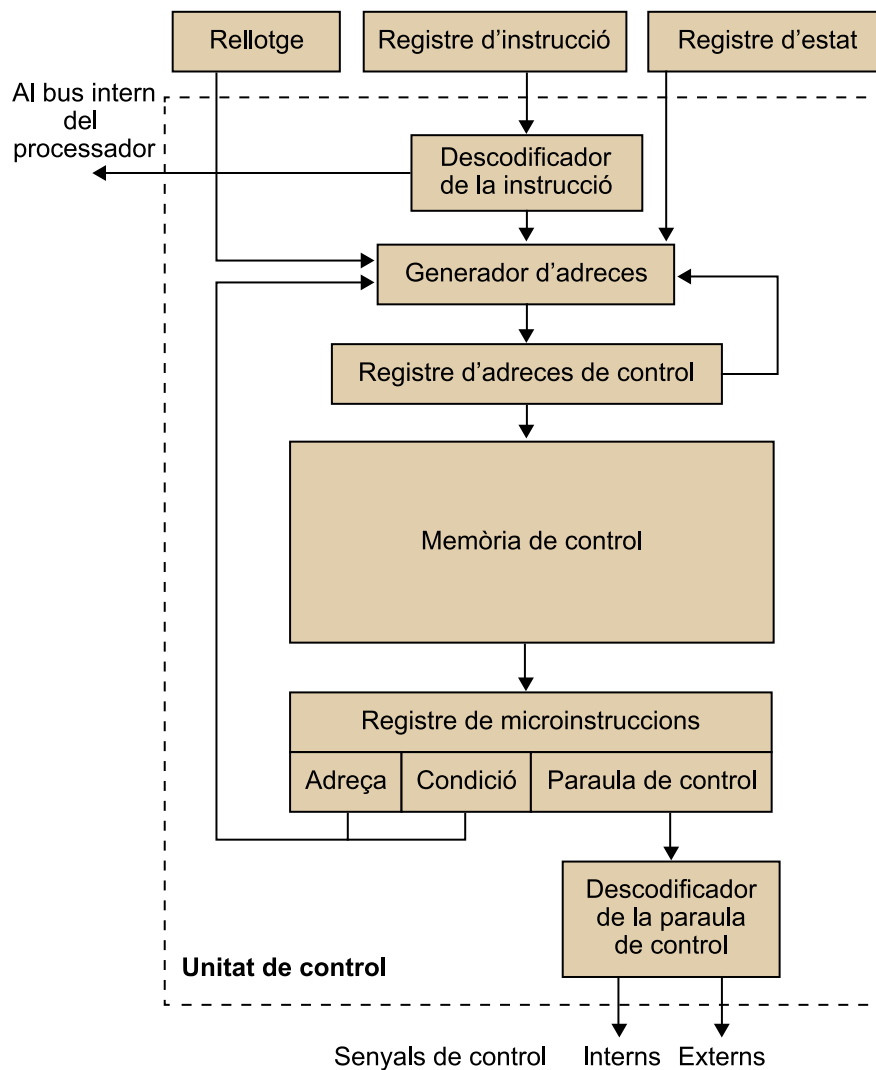 Rellotge
Registre d’instrucció
Registre d’estat
Al bus intern
del
processador
Descodificador
de la instrucció
Generador d’adreces
Registre d’adreces de control
Memòria de control
Registre de microinstruccions
Adreça
Condició
Paraula de control
Descodificador
de la paraula
de control
Unitat de control
Senyals de control
Interns
Externs